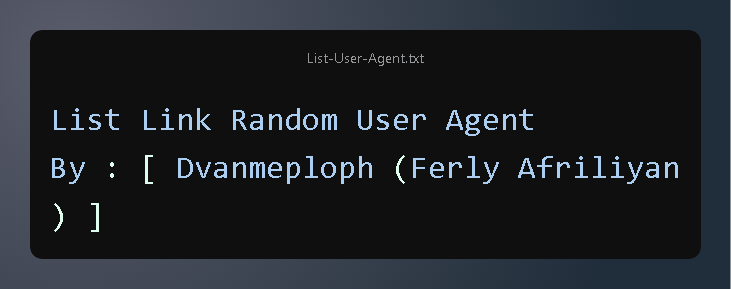 List-User-Agent.txt
List Link Random User Agent
By : [ Dvanmeploph (Ferly Afriliyan
) ]